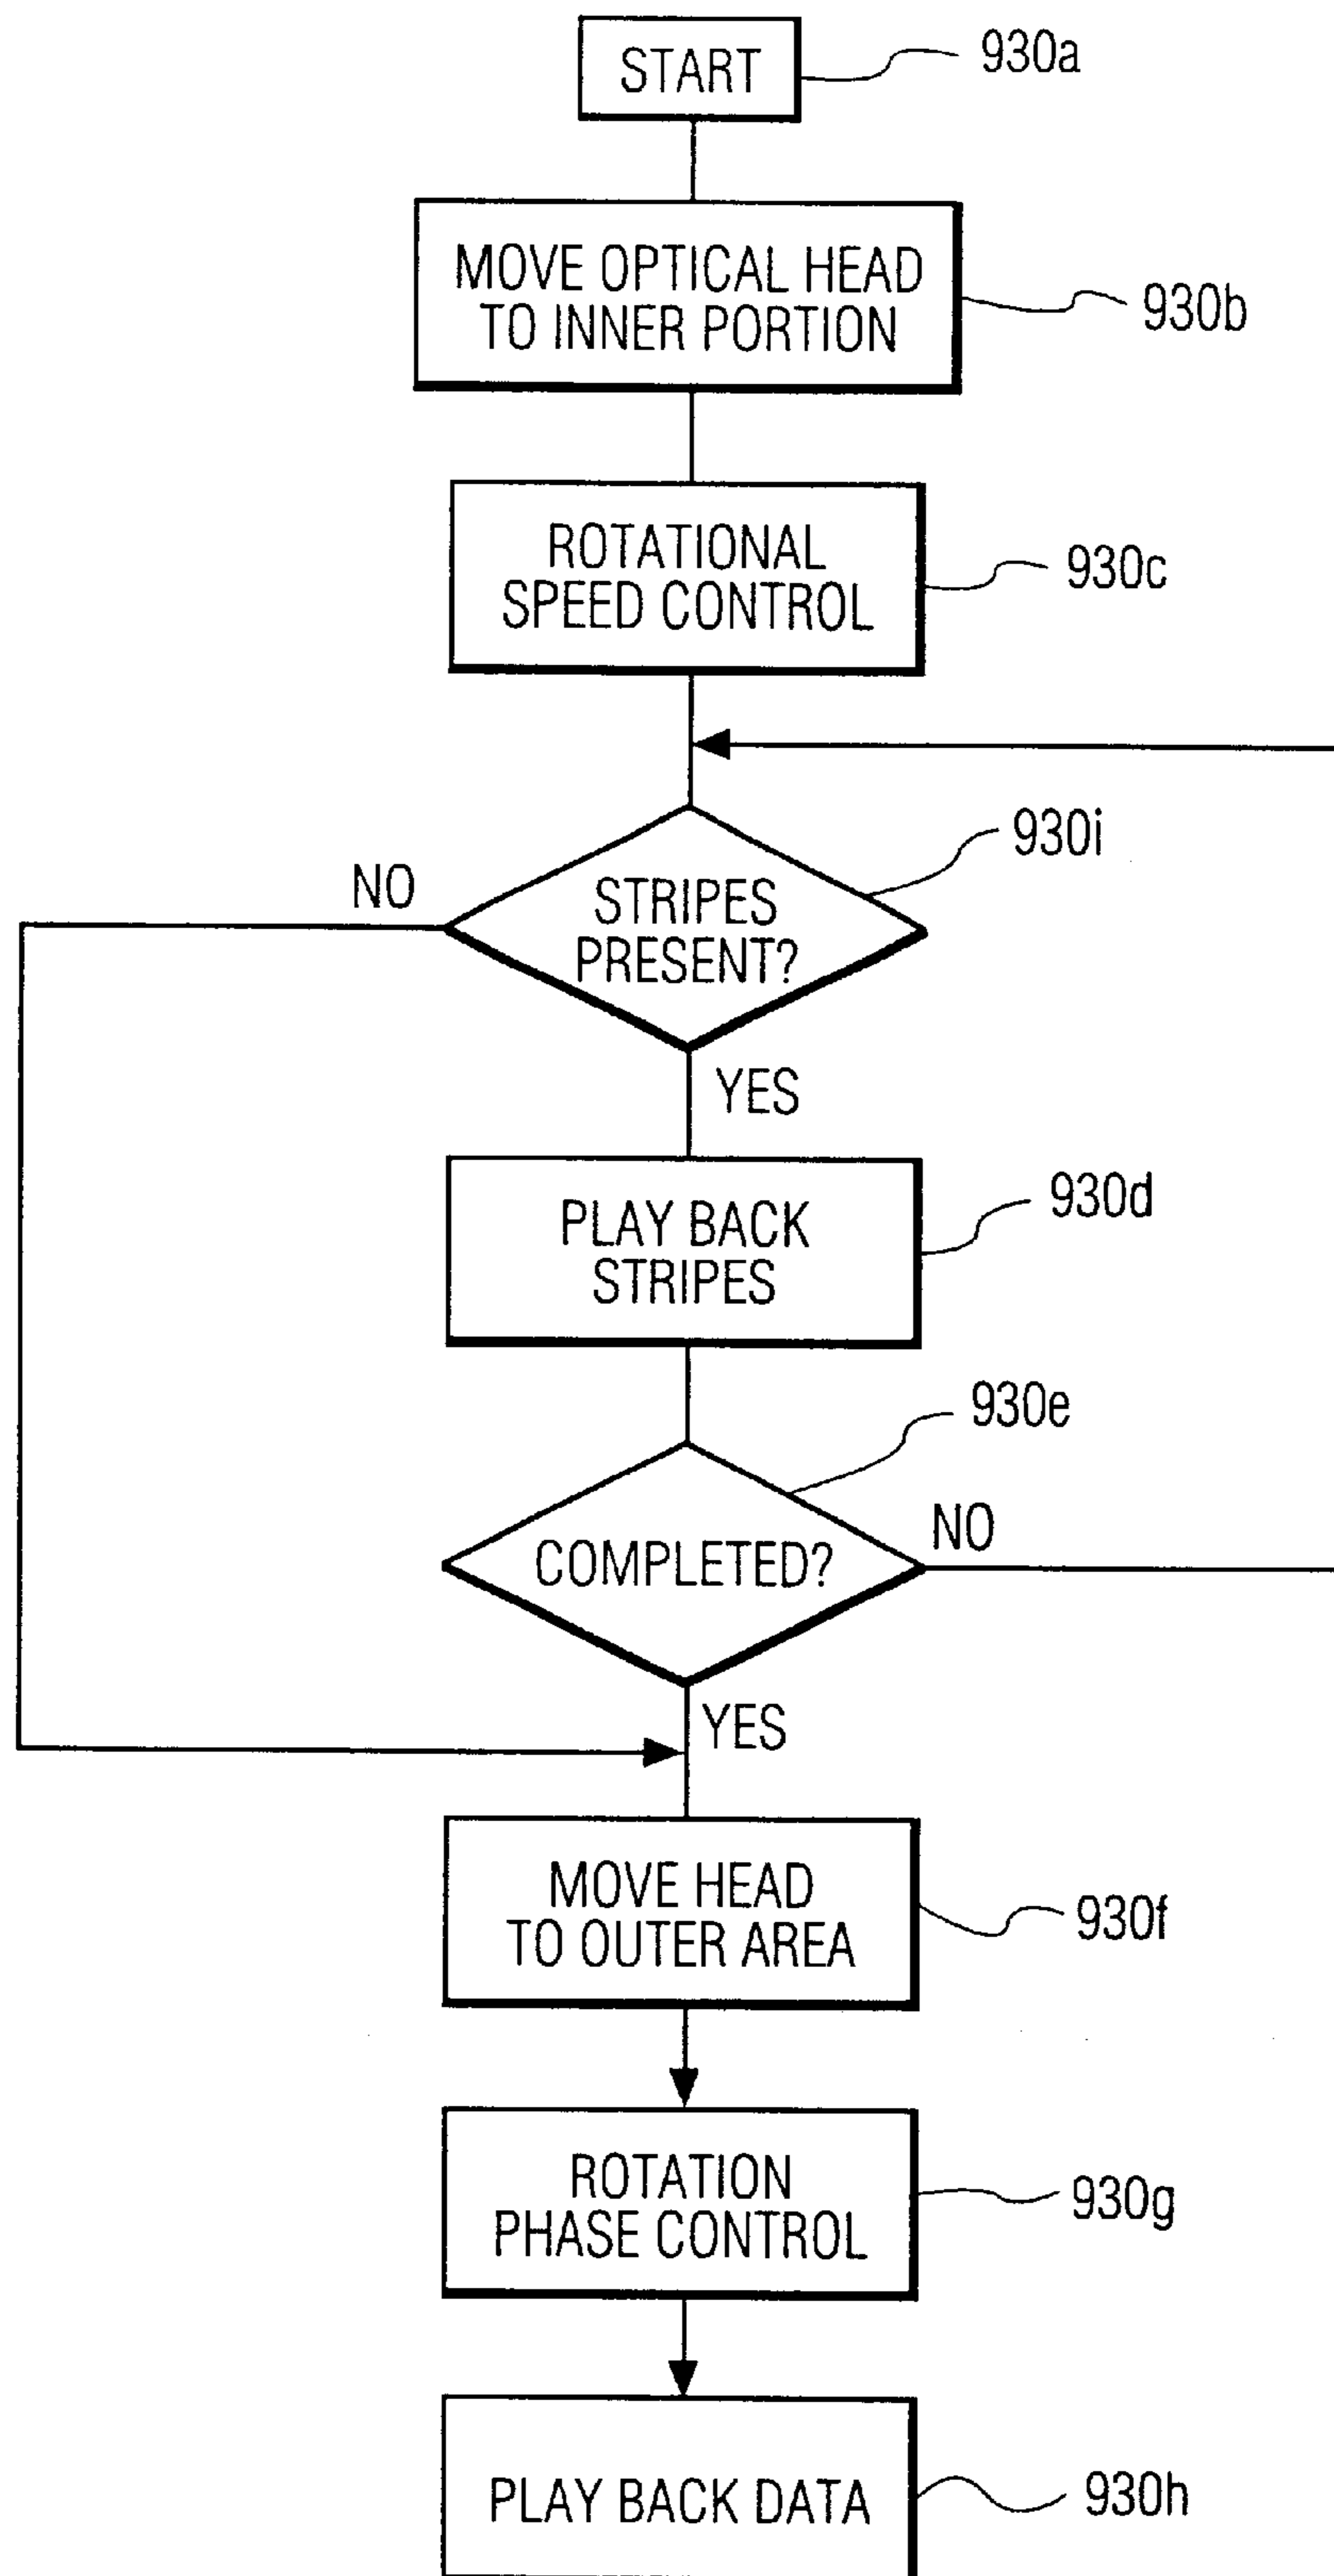 START
930a
MOVE OPTICAL HEAD
TO INNER PORTION
930b
ROTATIONAL
SPEED CONTROL
930c
930i
NO
STRIPES
PRESENT?
YES
PLAY BACK
STRIPES
930d
930e
NO
COMPLETED?
YES
MOVE HEAD
TO OUTER AREA
930f
ROTATION
PHASE CONTROL
930g
PLAY BACK DATA
930h